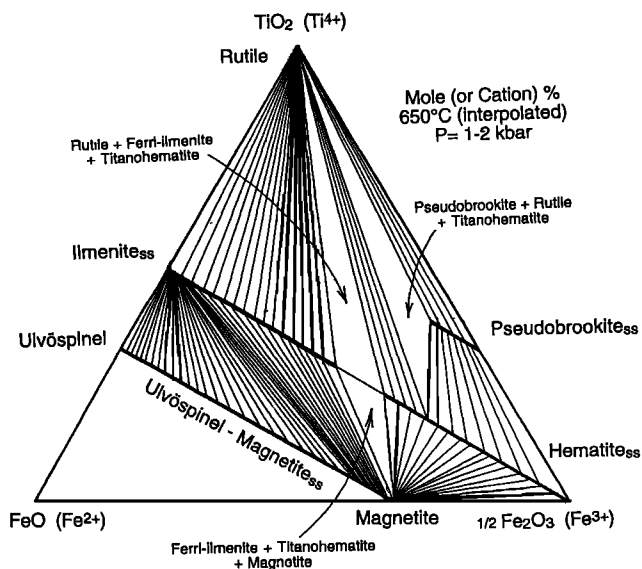 TiO2 (Ti4+)
Rutile
Mole (or Cation) %
650°C (interpolated)
P= 1-2 kbar
Rutile + Ferri-ilmenite
+ Titanohematite
Pseudobrookite + Rutile
+ Titanohematite
Ilmenitess
Ulvöspinel
Pseudobrookitess
Ulvöspinel - Magnetitess
Hematitess
FeO (Fe2+)
Magnetite
1/2 Fe2O3 (Fe3+)
Ferri-ilmenite + Titanohematite
+ Magnetite